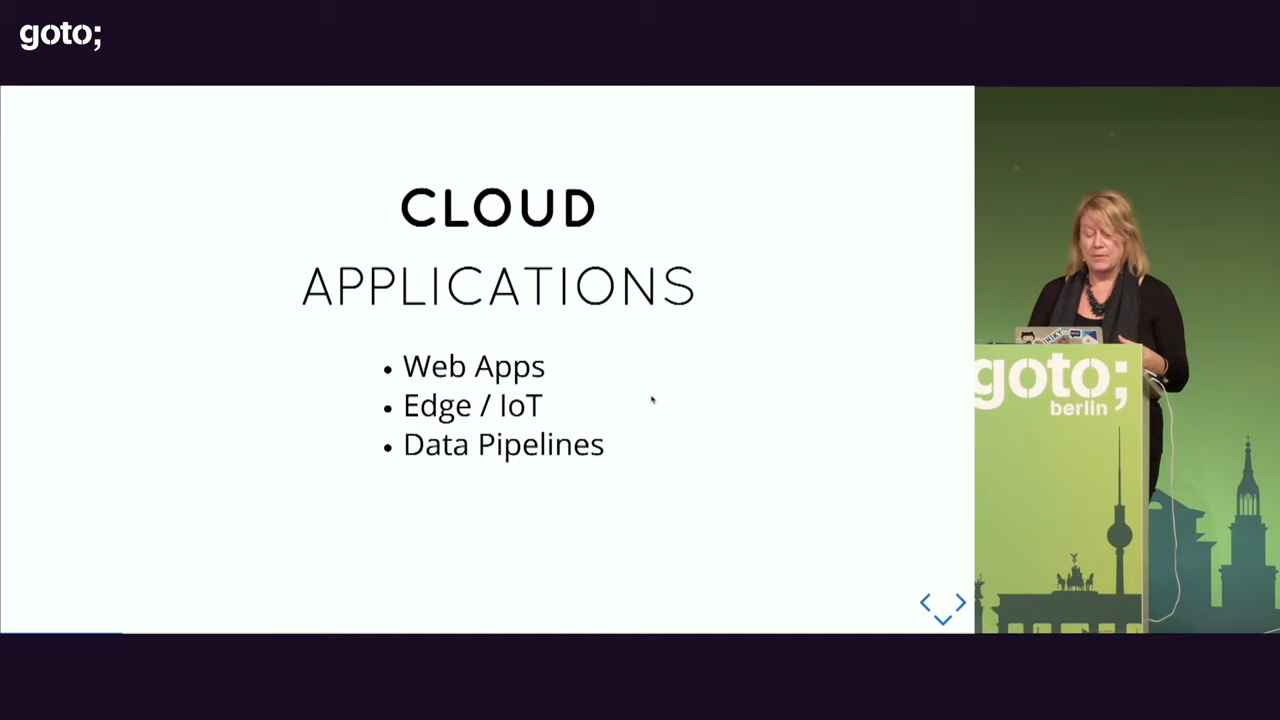 goto;
CLOUD
APPLICATIONS
Web Apps
Edge / IoT
Data Pipelines
goto;
berlin